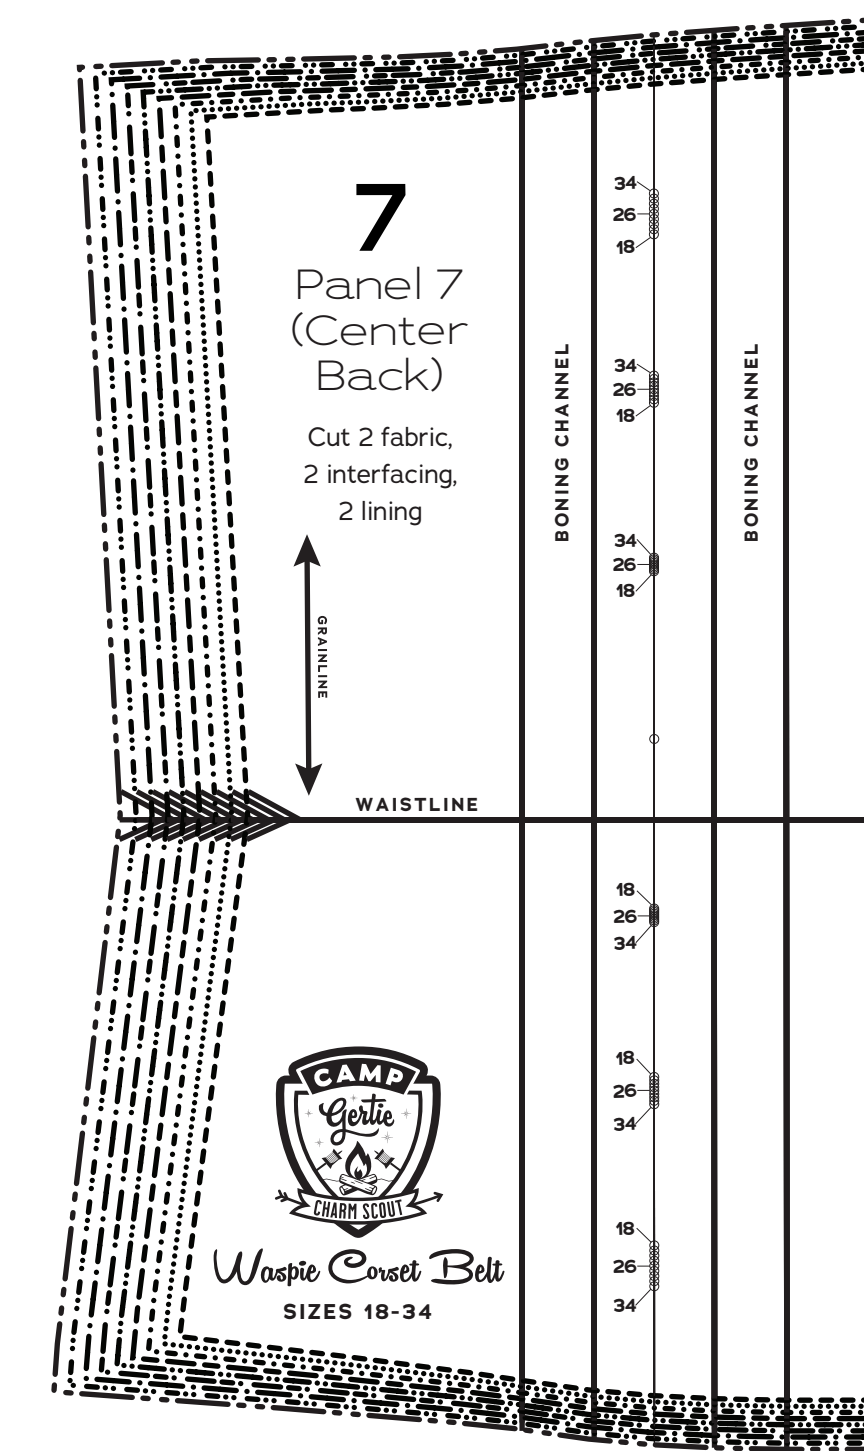 7
Panel 7
(Center
Back)
Cut 2 fabric,
2 interfacing,
2 lining
GRAINLINE
WAISTLINE
BONING CHANNEL
34
26
18
34
26
18
34
26
18
BONING CHANNEL
18
26
34
18
26
34
18
26
34
CAMP
Gertie
CHARM SCOUT
Waspie Corset Belt
SIZES 18-34